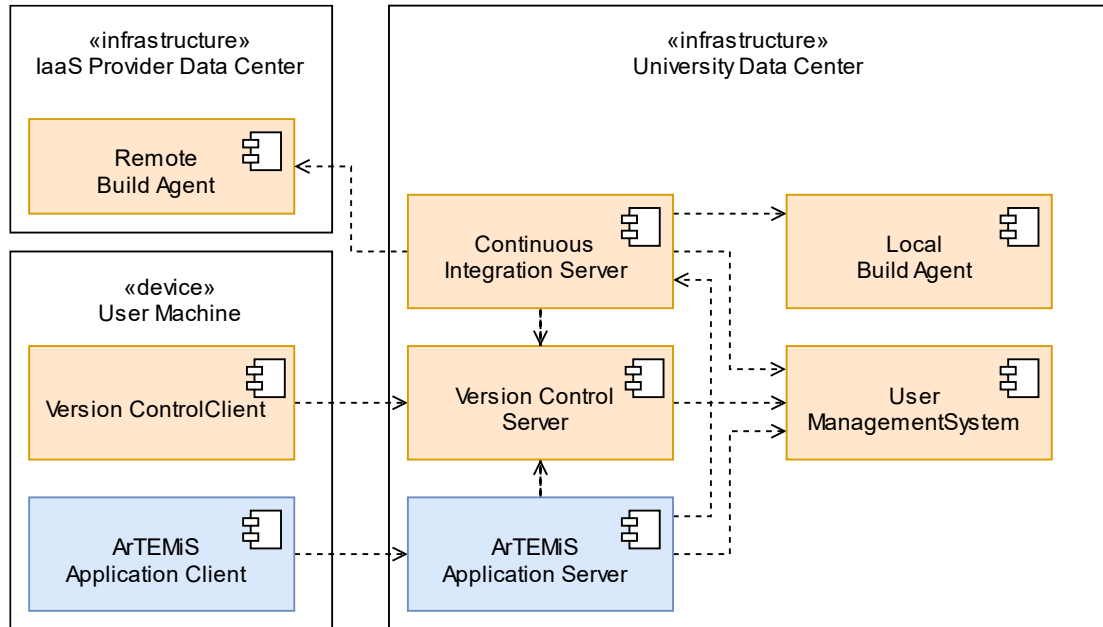 «infrastructure»
IaaS Provider Data Center
Remote
Build Agent
«device»
User Machine
Version ControlClient
ArTEMiS
Application Client
«infrastructure»
University Data Center
Continuous
Integration Server
Local
Build Agent
Version Control
Server
User
ManagementSystem
ArTEMiS
Application Server